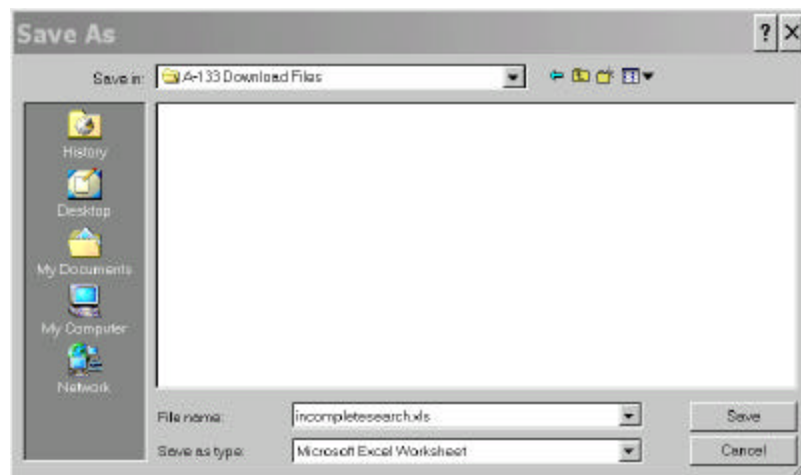 Save As
Save in: A-133 Download Files
History
Desktop
My Documents
My Computer
Network
File name: incompletesearch.xls Save
Save as type: Microsoft Excel Worksheet Cancel